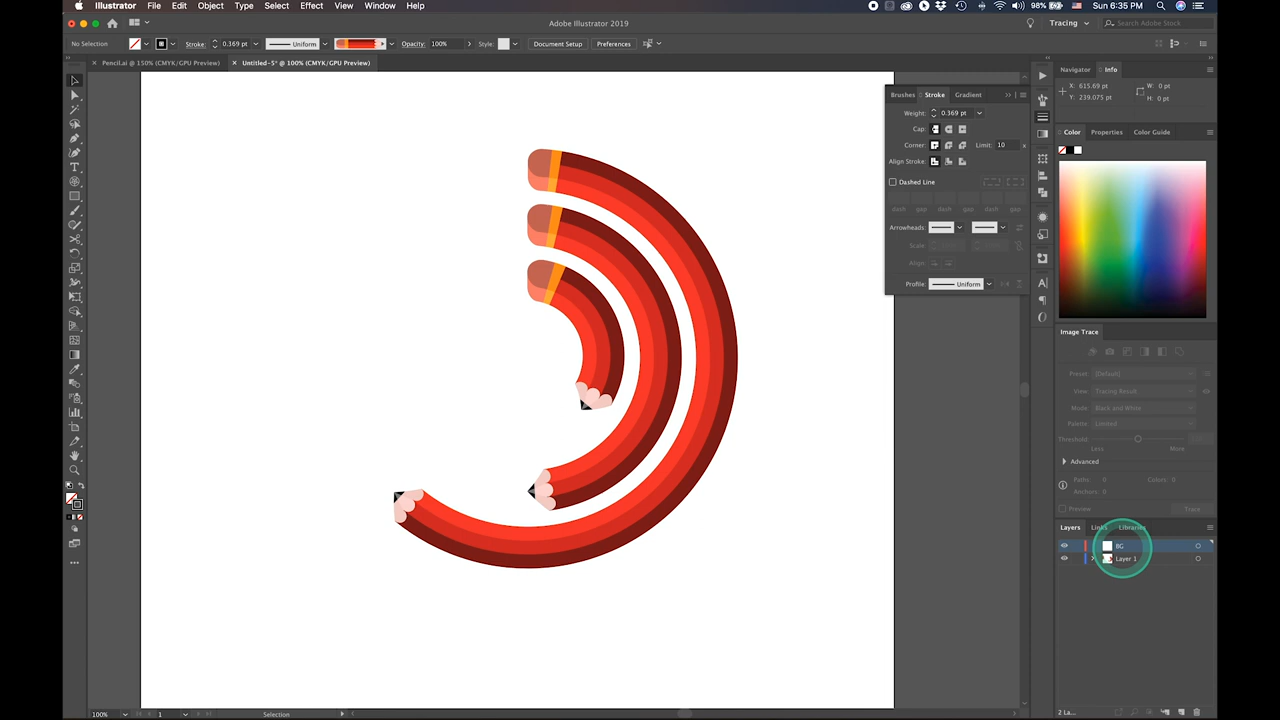 Illustrator File Edit Object Type Select Effect View Window Help 98% Sun 6:35 PM
Adobe Illustrator 2019 Tracing Search Adobe Stock
No Selection Stroke: 0.369 pt Uniform Opacity: 100% Style: Document Setup Preferences
Pencil.ai @ 150% (CMYK/GPU Preview) Untitled-5* @ 100% (CMYK/GPU Preview)
Navigator Info
X: 615.69 pt W: 0 pt
Y: 239.075 pt H: 0 pt
Brushes Stroke Gradient
Weight: 0.369 pt
Cap:
Corner: Limit: 10 x
Align Stroke:
Dashed Line
dash gap dash gap dash gap
Arrowheads:
Scale:
Align:
Profile: Uniform
Color Properties Color Guide
Image Trace
Preset: [Default]
View: Tracing Result
Mode: Black and White
Palette: Limited
Threshold:
Less More
Advanced
Paths: 0 Colors: 0
Anchors: 0
Preview Trace
Layers Links Libraries
BG
Layer 1
2 La...
100% 1 Selection